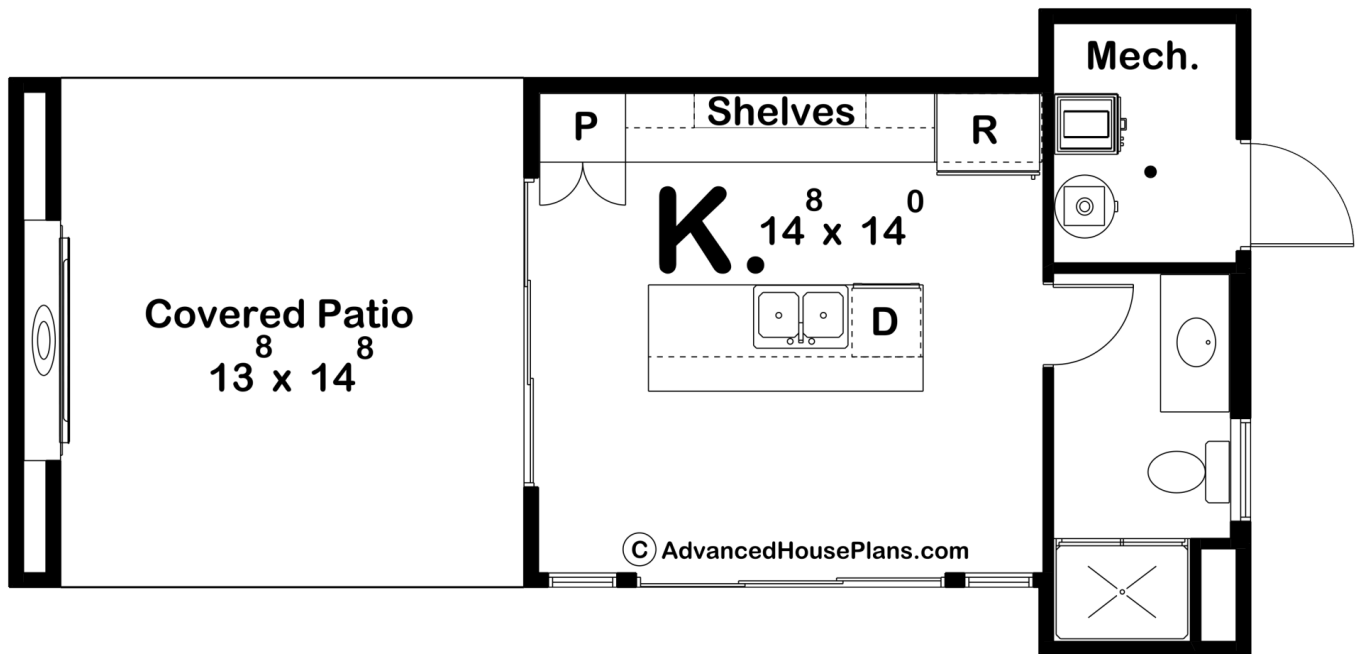 Mech.
P
Shelves
R
K. 14⁸ x 14⁰
Covered Patio
13⁸ x 14⁸
D
© AdvancedHousePlans.com